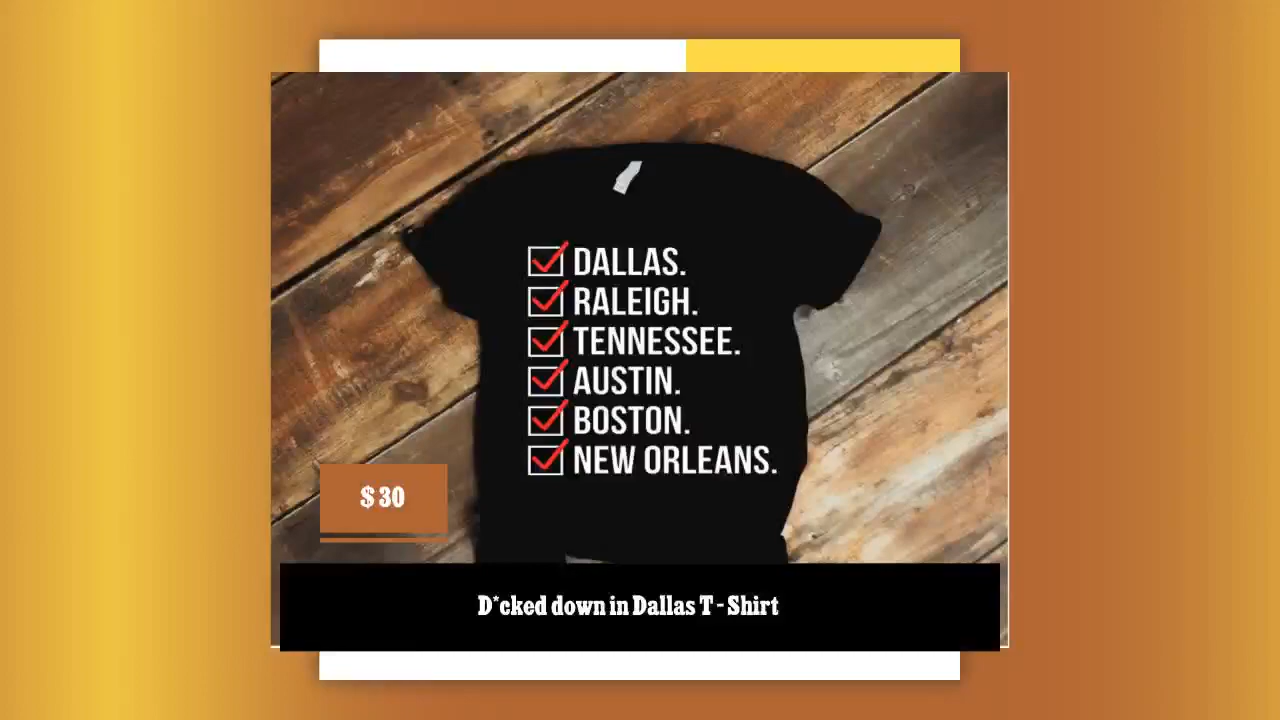 DALLAS.
RALEIGH.
TENNESSEE.
AUSTIN.
BOSTON.
NEW ORLEANS.
$ 30
D*cked down in Dallas T - Shirt